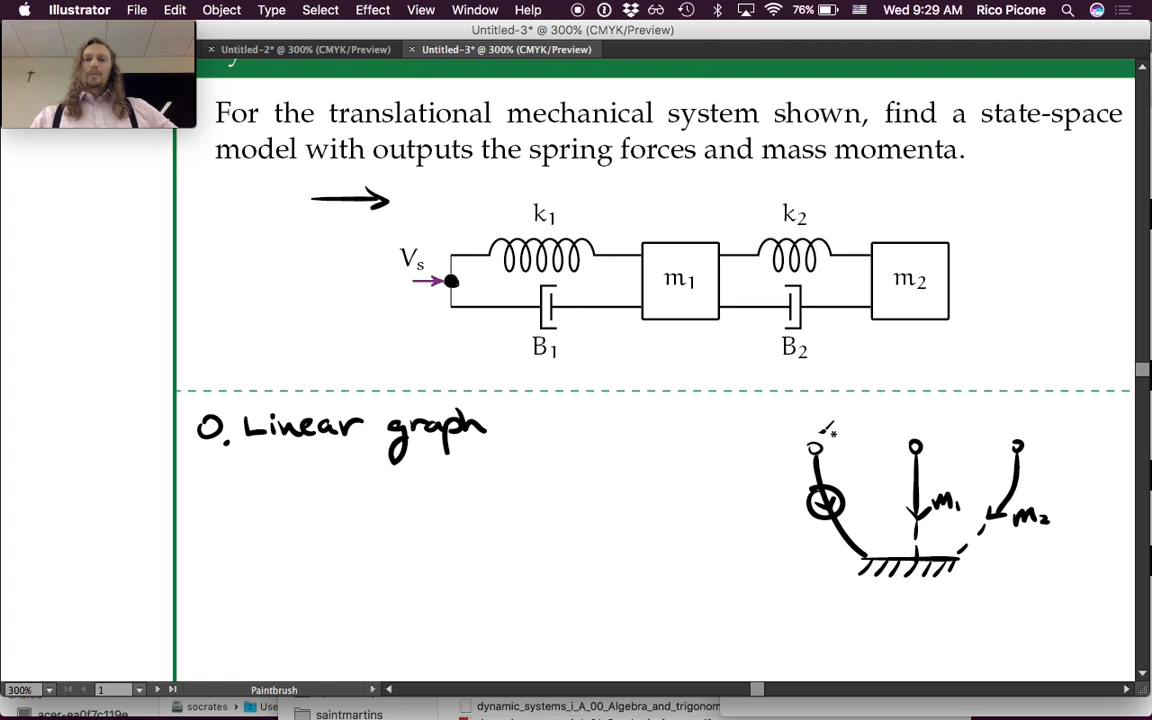 Illustrator File Edit Object Type Select Effect View Window Help 76% Wed 9:29 AM Rico Picone
Untitled-3* @ 300% (CMYK/Preview)
× Untitled-2* @ 300% (CMYK/Preview) × Untitled-3* @ 300% (CMYK/Preview)
For the translational mechanical system shown, find a state-space
model with outputs the spring forces and mass momenta.
k₁ k₂
Vₛ
m₁ m₂
B₁ B₂
0. Linear graph
m₁
m₂
300% 1 Paintbrush
acer-ea0f7c119e socrates › Use saintmartins dynamic_systems_i_A_00_Algebra_and_trigonom